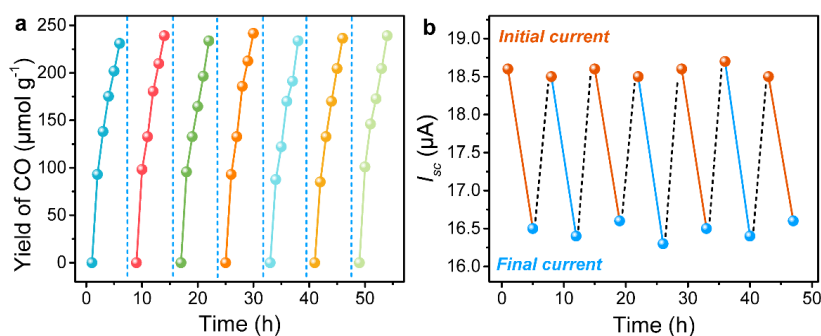 a
250
200
150
100
50
0
Yield of CO (μmol g⁻¹)
0 10 20 30 40 50
Time (h)
b
19.0
18.5
18.0
17.5
17.0
16.5
16.0
I_sc (μA)
Initial current
Final current
0 10 20 30 40 50
Time (h)